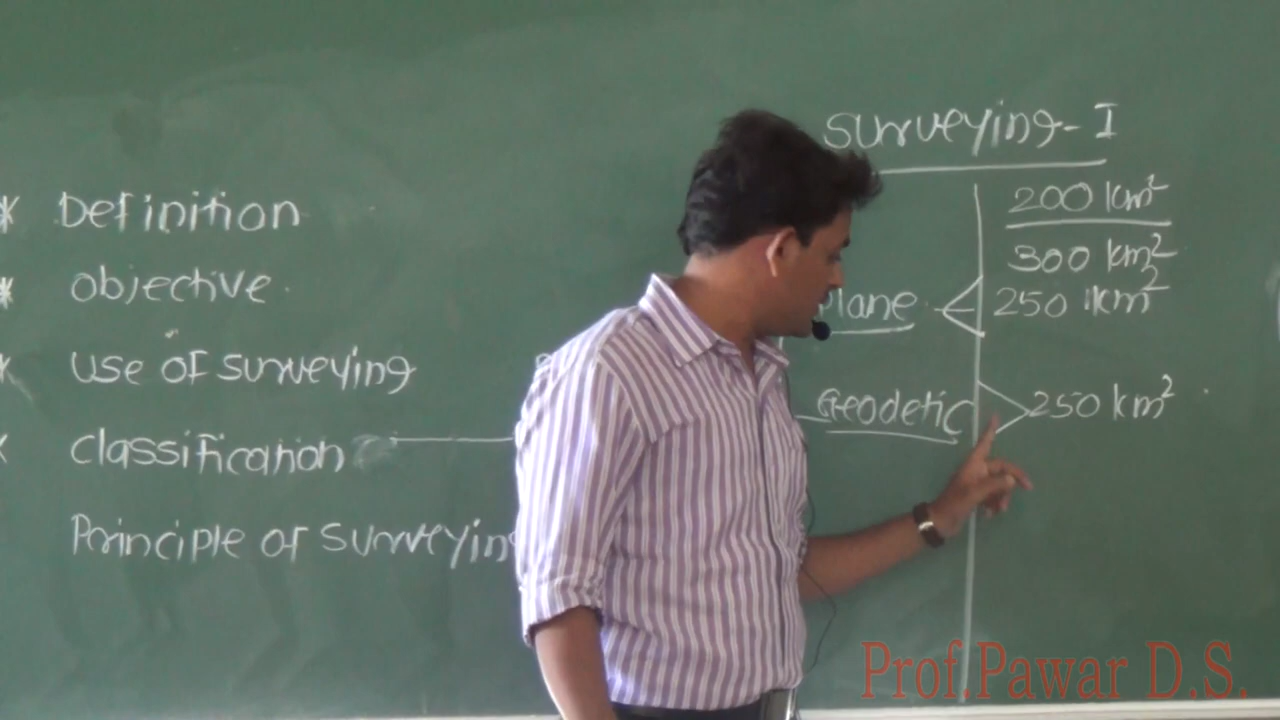 Surveying-I
* Definition
* Objective
* Use of surveying
* Classification
Principle of surveying
200 km²
300 km²
Plane < 250 km²
Geodetic > 250 km²
Prof.Pawar D.S.